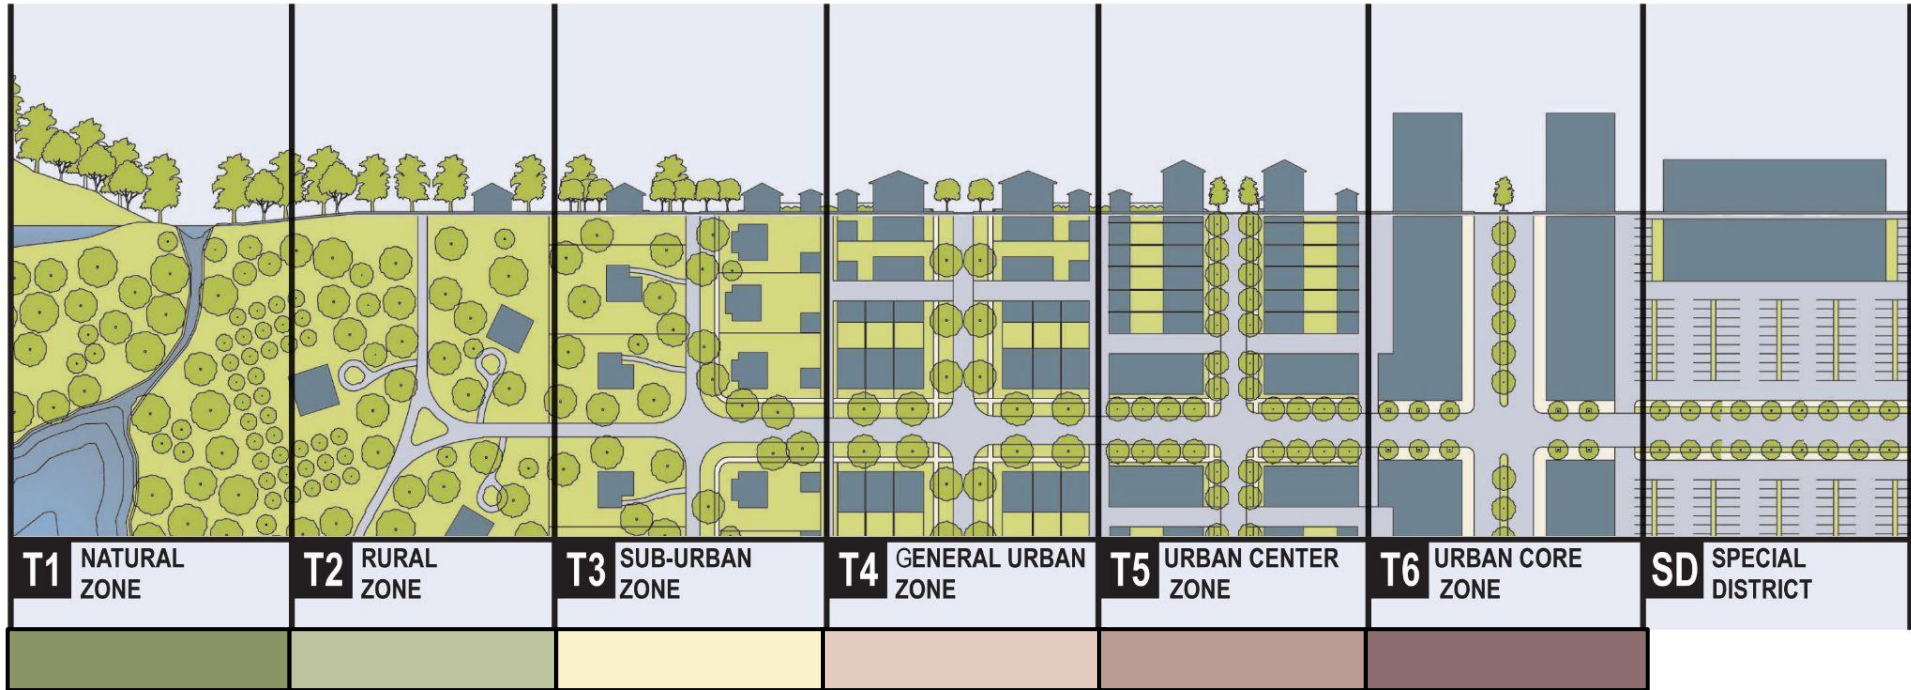 T1 NATURAL
ZONE
T2 RURAL
ZONE
T3 SUB-URBAN
ZONE
T4 GENERAL URBAN
ZONE
T5 URBAN CENTER
ZONE
T6 URBAN CORE
ZONE
SD SPECIAL
DISTRICT